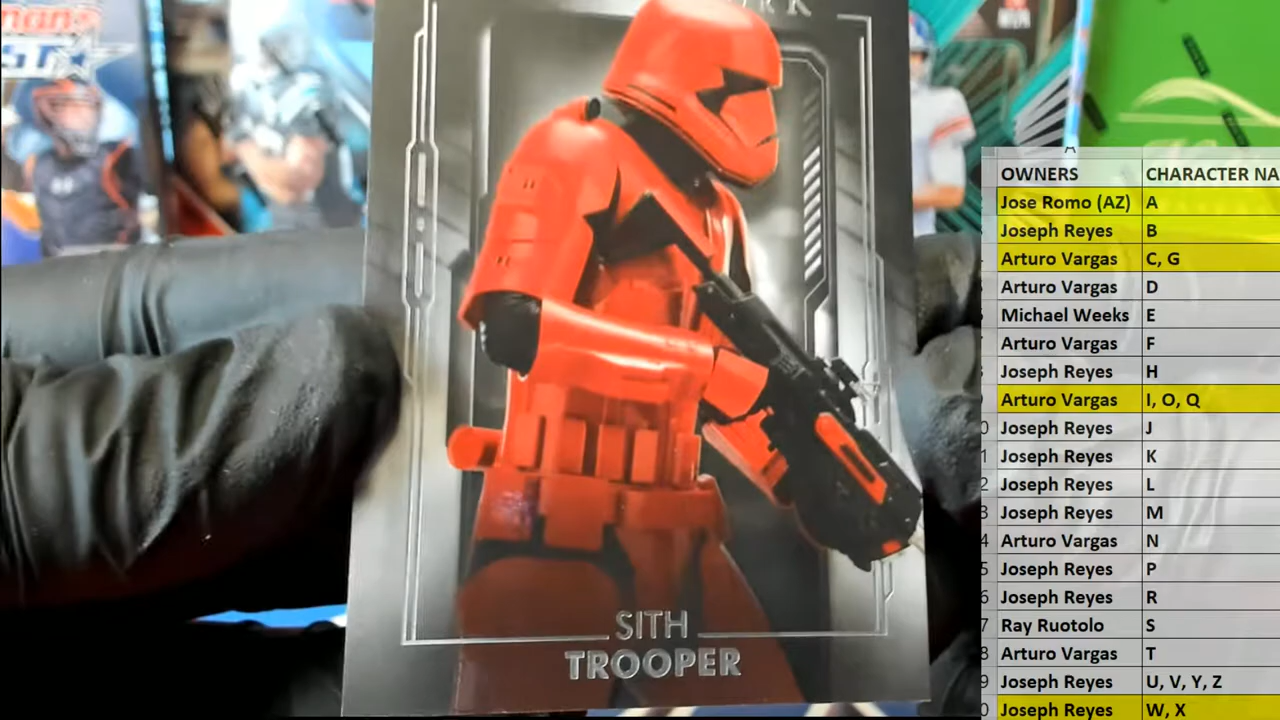 SITH
TROOPER
A
OWNERS CHARACTER NA
Jose Romo (AZ) A
Joseph Reyes B
Arturo Vargas C, G
Arturo Vargas D
Michael Weeks E
Arturo Vargas F
Joseph Reyes H
Arturo Vargas I, O, Q
Joseph Reyes J
Joseph Reyes K
Joseph Reyes L
Joseph Reyes M
Arturo Vargas N
Joseph Reyes P
Joseph Reyes R
Ray Ruotolo S
Arturo Vargas T
Joseph Reyes U, V, Y, Z
Joseph Reyes W, X